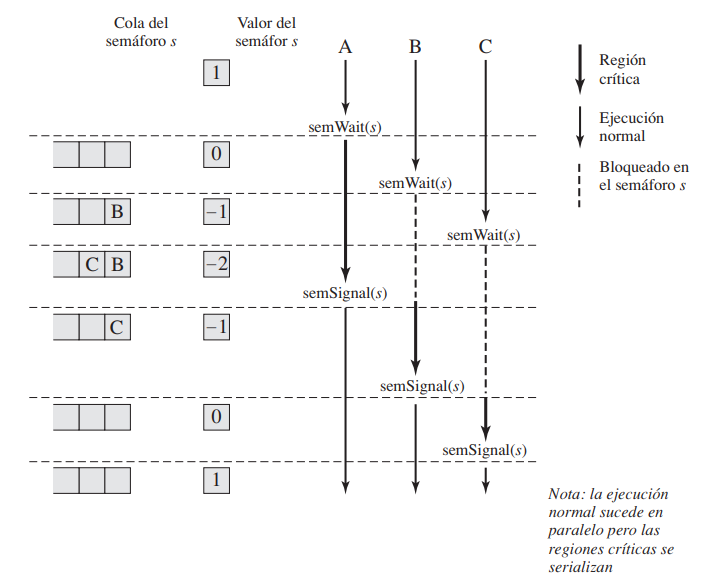 Cola del
semáforo s
Valor del
semáfor s
A
B
C
1
Región
crítica
Ejecución
normal
Bloqueado en
el semáforo s
semWait(s)
0
semWait(s)
B
–1
semWait(s)
C B
–2
semSignal(s)
C
–1
semSignal(s)
0
semSignal(s)
1
Nota: la ejecución
normal sucede en
paralelo pero las
regiones críticas se
serializan